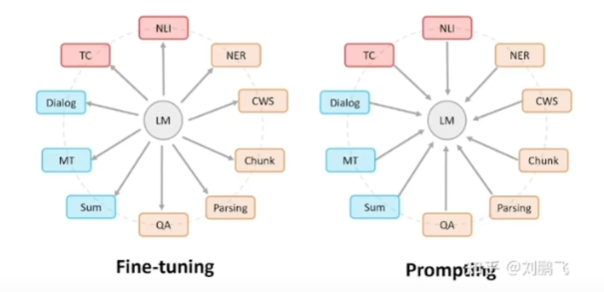 NLI
TC
NER
Dialog
LM
CWS
MT
Chunk
Sum
QA
Parsing
Fine-tuning
NLI
TC
NER
Dialog
LM
CWS
MT
Chunk
Sum
QA
Parsing
Prompting
知乎 @刘鹏飞